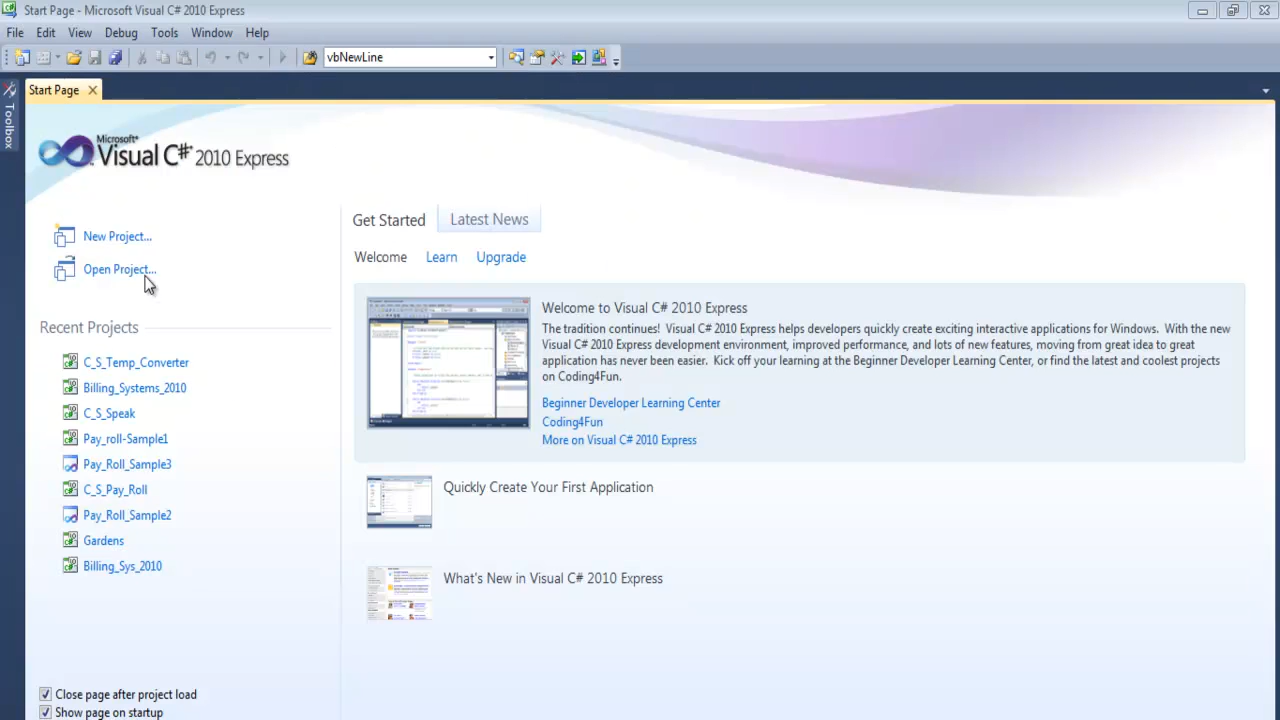 Start Page - Microsoft Visual C# 2010 Express
File Edit View Debug Tools Window Help
vbNewLine
Start Page
Toolbox
Microsoft®
Visual C# 2010 Express
New Project...
Open Project...
Recent Projects
C_S_Temp_Converter
Billing_Systems_2010
C_S_Speak
Pay_roll-Sample1
Pay_Roll_Sample3
C_S_Pay_Roll
Pay_Roll_Sample2
Gardens
Billing_Sys_2010
Close page after project load
Show page on startup
Get Started Latest News
Welcome Learn Upgrade
Welcome to Visual C# 2010 Express
The tradition continues! Visual C# 2010 Express helps developers quickly create exciting interactive applications for Windows. With the new
Visual C# 2010 Express development environment, improved performance, and lots of new features, moving from great idea to great
application has never been easier. Kick off your learning at the Beginner Developer Learning Center, or find the latest and coolest projects
on Coding4Fun.
Beginner Developer Learning Center
Coding4Fun
More on Visual C# 2010 Express
Quickly Create Your First Application
What's New in Visual C# 2010 Express